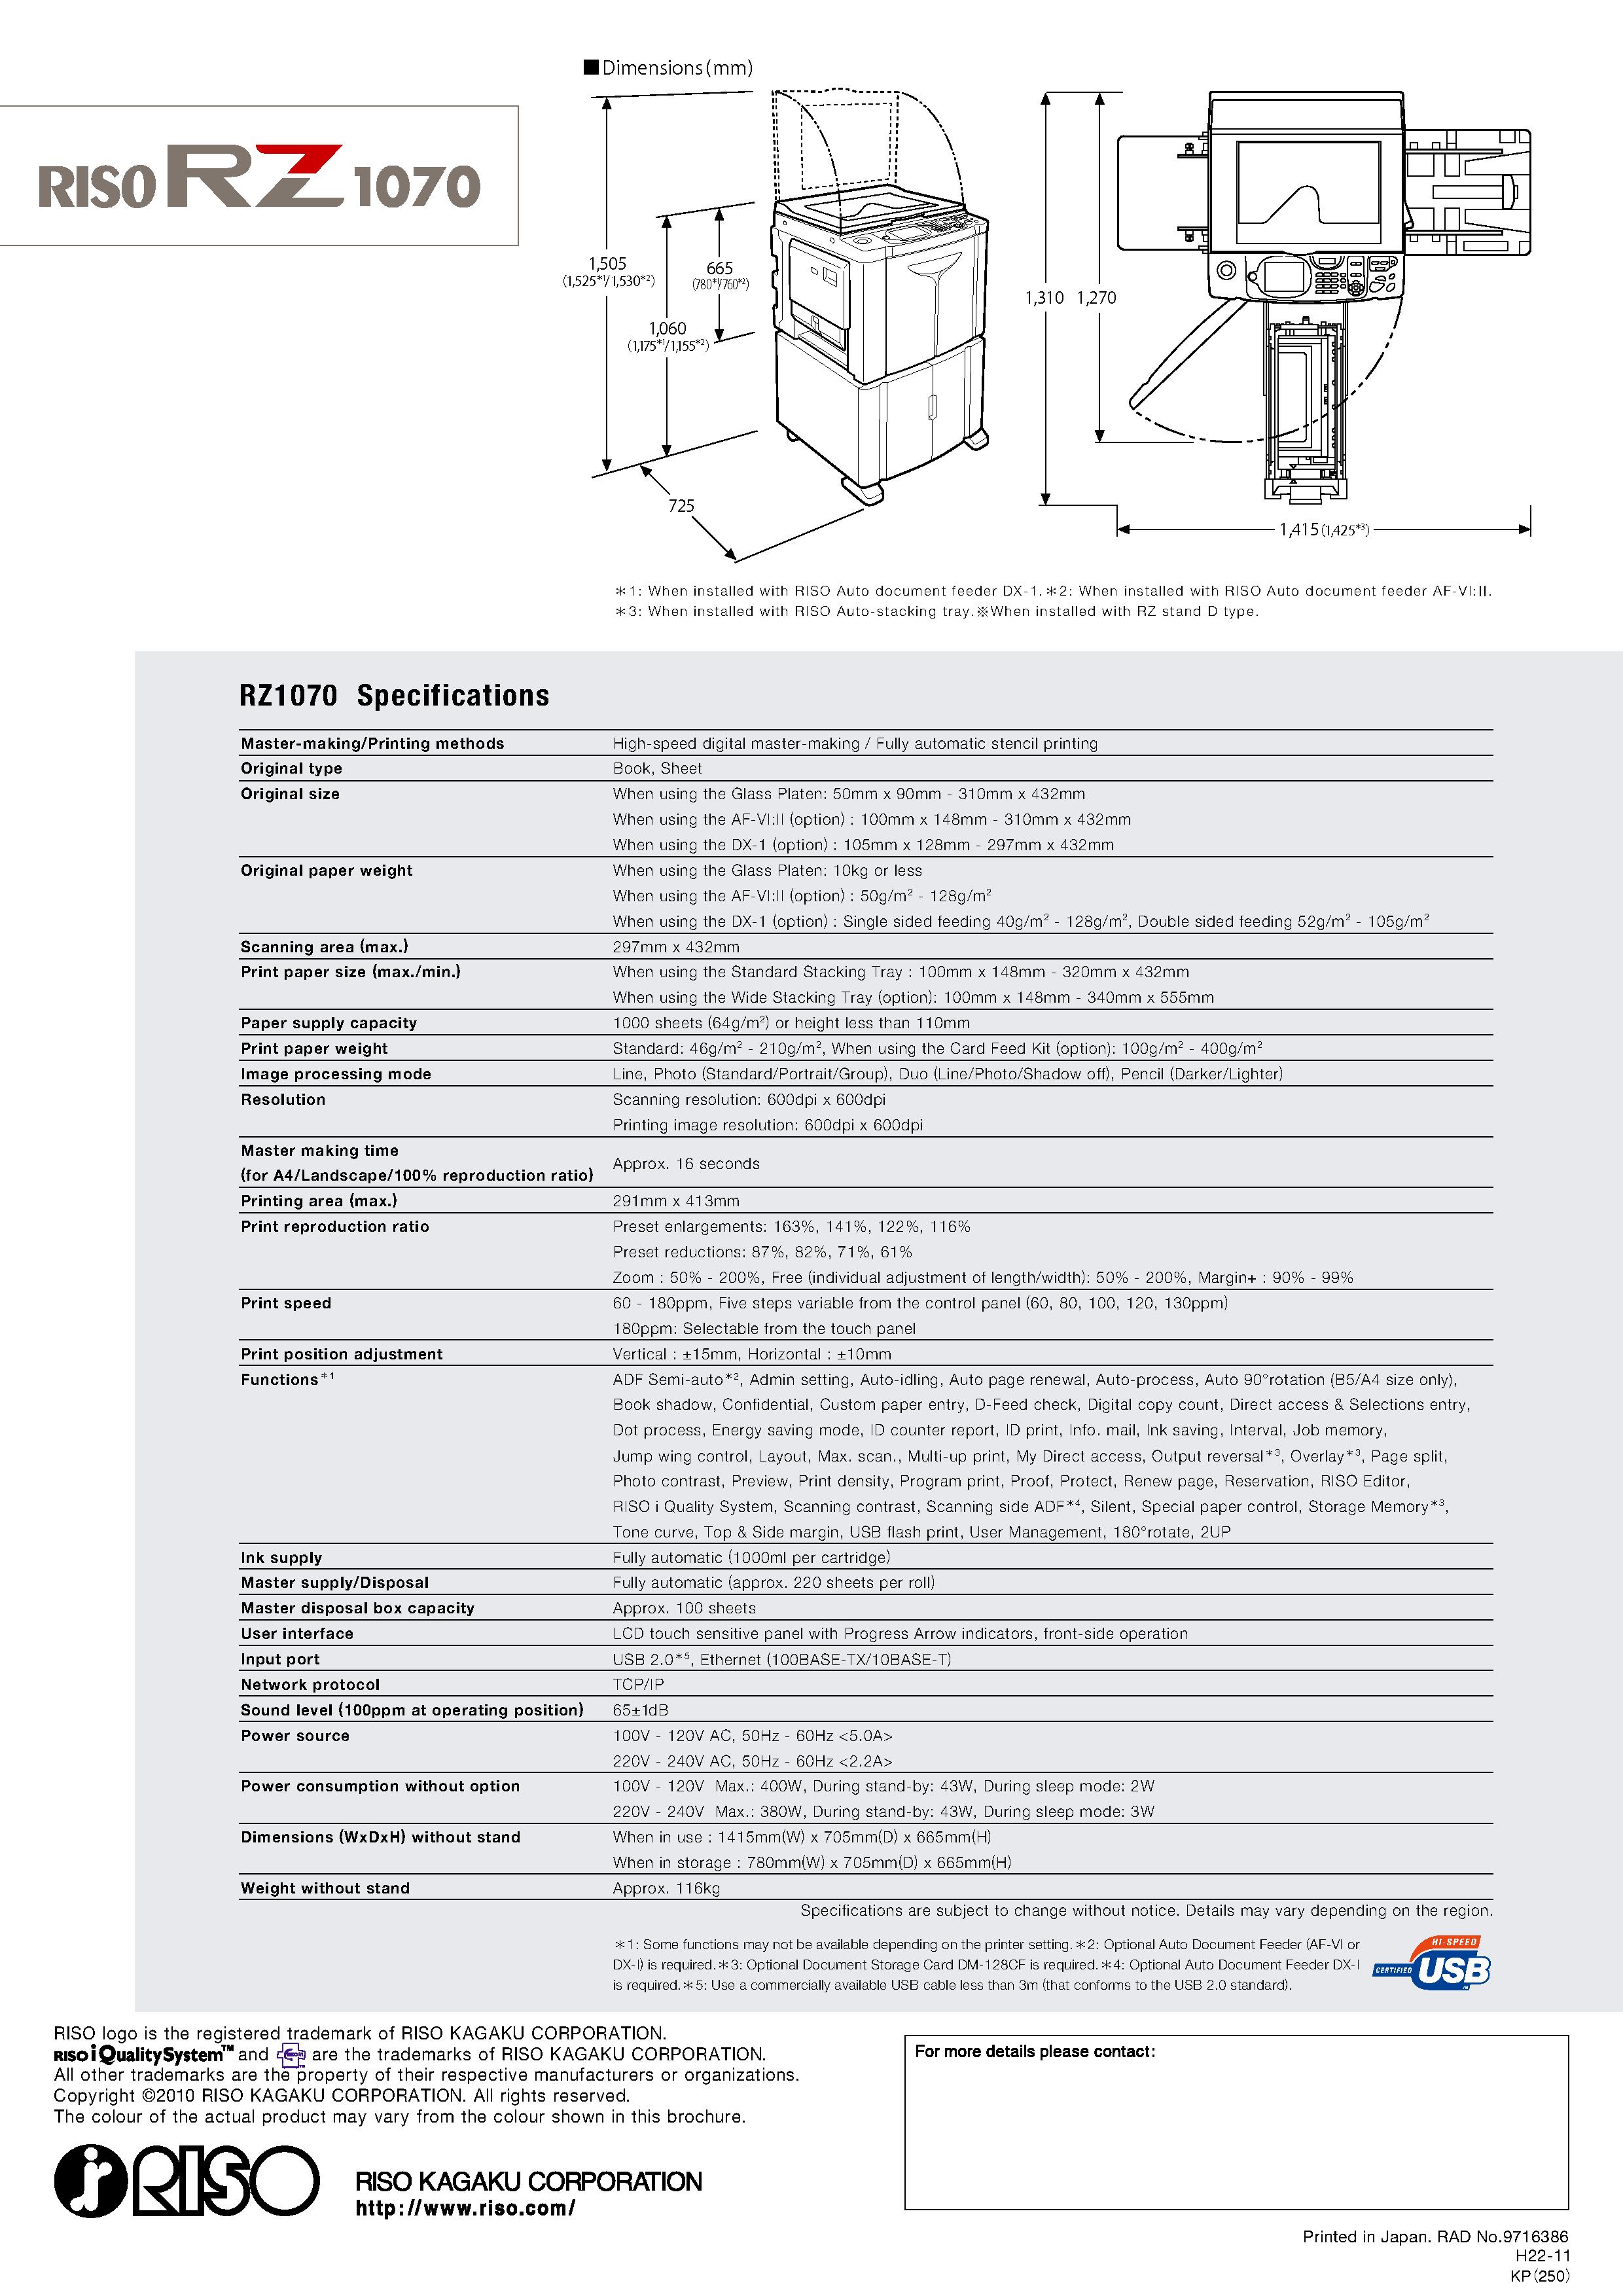 ■Dimensions(mm)
RISO RZ 1070
1,505
(1,525*1/1,530*2)
665
(780*1/760*2)
1,060
(1,175*1/1,155*2)
725
1,310 1,270
1,415(1,425*3)
*1: When installed with RISO Auto document feeder DX-1.*2: When installed with RISO Auto document feeder AF-VI:II.
*3: When installed with RISO Auto-stacking tray.※When installed with RZ stand D type.
RZ1070 Specifications
Master-making/Printing methods High-speed digital master-making / Fully automatic stencil printing
Original type Book, Sheet
Original size When using the Glass Platen: 50mm x 90mm - 310mm x 432mm
When using the AF-VI:II (option) : 100mm x 148mm - 310mm x 432mm
When using the DX-1 (option) : 105mm x 128mm - 297mm x 432mm
Original paper weight When using the Glass Platen: 10kg or less
When using the AF-VI:II (option) : 50g/m² - 128g/m²
When using the DX-1 (option) : Single sided feeding 40g/m² - 128g/m², Double sided feeding 52g/m² - 105g/m²
Scanning area (max.) 297mm x 432mm
Print paper size (max./min.) When using the Standard Stacking Tray : 100mm x 148mm - 320mm x 432mm
When using the Wide Stacking Tray (option): 100mm x 148mm - 340mm x 555mm
Paper supply capacity 1000 sheets (64g/m²) or height less than 110mm
Print paper weight Standard: 46g/m² - 210g/m², When using the Card Feed Kit (option): 100g/m² - 400g/m²
Image processing mode Line, Photo (Standard/Portrait/Group), Duo (Line/Photo/Shadow off), Pencil (Darker/Lighter)
Resolution Scanning resolution: 600dpi x 600dpi
Printing image resolution: 600dpi x 600dpi
Master making time
(for A4/Landscape/100% reproduction ratio) Approx. 16 seconds
Printing area (max.) 291mm x 413mm
Print reproduction ratio Preset enlargements: 163%, 141%, 122%, 116%
Preset reductions: 87%, 82%, 71%, 61%
Zoom : 50% - 200%, Free (individual adjustment of length/width): 50% - 200%, Margin+ : 90% - 99%
Print speed 60 - 180ppm, Five steps variable from the control panel (60, 80, 100, 120, 130ppm)
180ppm: Selectable from the touch panel
Print position adjustment Vertical : ±15mm, Horizontal : ±10mm
Functions*1 ADF Semi-auto*2, Admin setting, Auto-idling, Auto page renewal, Auto-process, Auto 90°rotation (B5/A4 size only),
Book shadow, Confidential, Custom paper entry, D-Feed check, Digital copy count, Direct access & Selections entry,
Dot process, Energy saving mode, ID counter report, ID print, Info. mail, Ink saving, Interval, Job memory,
Jump wing control, Layout, Max. scan., Multi-up print, My Direct access, Output reversal*3, Overlay*3, Page split,
Photo contrast, Preview, Print density, Program print, Proof, Protect, Renew page, Reservation, RISO Editor,
RISO i Quality System, Scanning contrast, Scanning side ADF*4, Silent, Special paper control, Storage Memory*3,
Tone curve, Top & Side margin, USB flash print, User Management, 180°rotate, 2UP
Ink supply Fully automatic (1000ml per cartridge)
Master supply/Disposal Fully automatic (approx. 220 sheets per roll)
Master disposal box capacity Approx. 100 sheets
User interface LCD touch sensitive panel with Progress Arrow indicators, front-side operation
Input port USB 2.0*5, Ethernet (100BASE-TX/10BASE-T)
Network protocol TCP/IP
Sound level (100ppm at operating position) 65±1dB
Power source 100V - 120V AC, 50Hz - 60Hz <5.0A>
220V - 240V AC, 50Hz - 60Hz <2.2A>
Power consumption without option 100V - 120V Max.: 400W, During stand-by: 43W, During sleep mode: 2W
220V - 240V Max.: 380W, During stand-by: 43W, During sleep mode: 3W
Dimensions (WxDxH) without stand When in use : 1415mm(W) x 705mm(D) x 665mm(H)
When in storage : 780mm(W) x 705mm(D) x 665mm(H)
Weight without stand Approx. 116kg
Specifications are subject to change without notice. Details may vary depending on the region.
*1: Some functions may not be available depending on the printer setting.*2: Optional Auto Document Feeder (AF-VI or
DX-I) is required.*3: Optional Document Storage Card DM-128CF is required.*4: Optional Auto Document Feeder DX-I
is required.*5: Use a commercially available USB cable less than 3m (that conforms to the USB 2.0 standard).
HI-SPEED
CERTIFIED USB
RISO logo is the registered trademark of RISO KAGAKU CORPORATION.
RISO i Quality System™ and are the trademarks of RISO KAGAKU CORPORATION.
All other trademarks are the property of their respective manufacturers or organizations.
Copyright ©2010 RISO KAGAKU CORPORATION. All rights reserved.
The colour of the actual product may vary from the colour shown in this brochure.
For more details please contact:
RISO
RISO KAGAKU CORPORATION
http://www.riso.com/
Printed in Japan. RAD No.9716386
H22-11
KP(250)